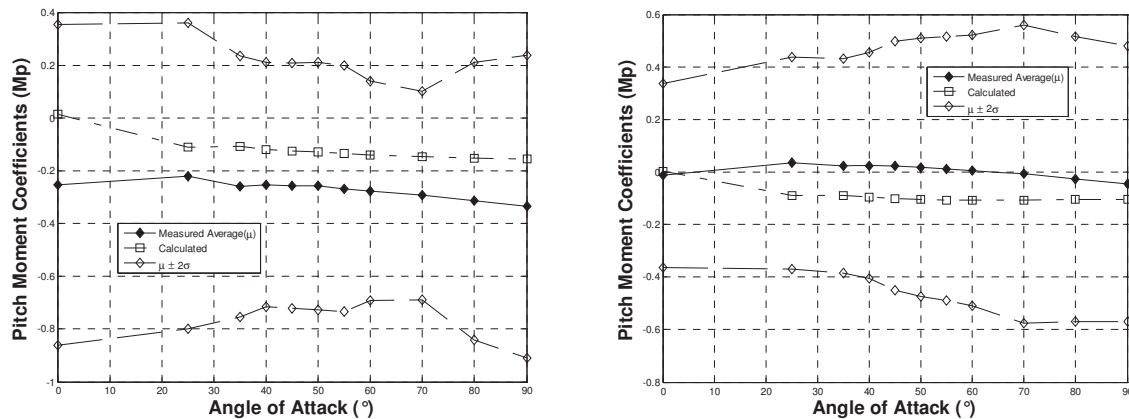 Pitch Moment Coefficients (Mp)
0.4
0.2
0
-0.2
-0.4
-0.6
-0.8
-1
Measured Average(μ)
Calculated
μ ± 2σ
0 10 20 30 40 50 60 70 80 90
Angle of Attack (°)
Pitch Moment Coefficients (Mp)
0.6
0.4
0.2
0
-0.2
-0.4
-0.6
-0.8
Measured Average(μ)
Calculated
μ ± 2σ
0 10 20 30 40 50 60 70 80 90
Angle of Attack (°)